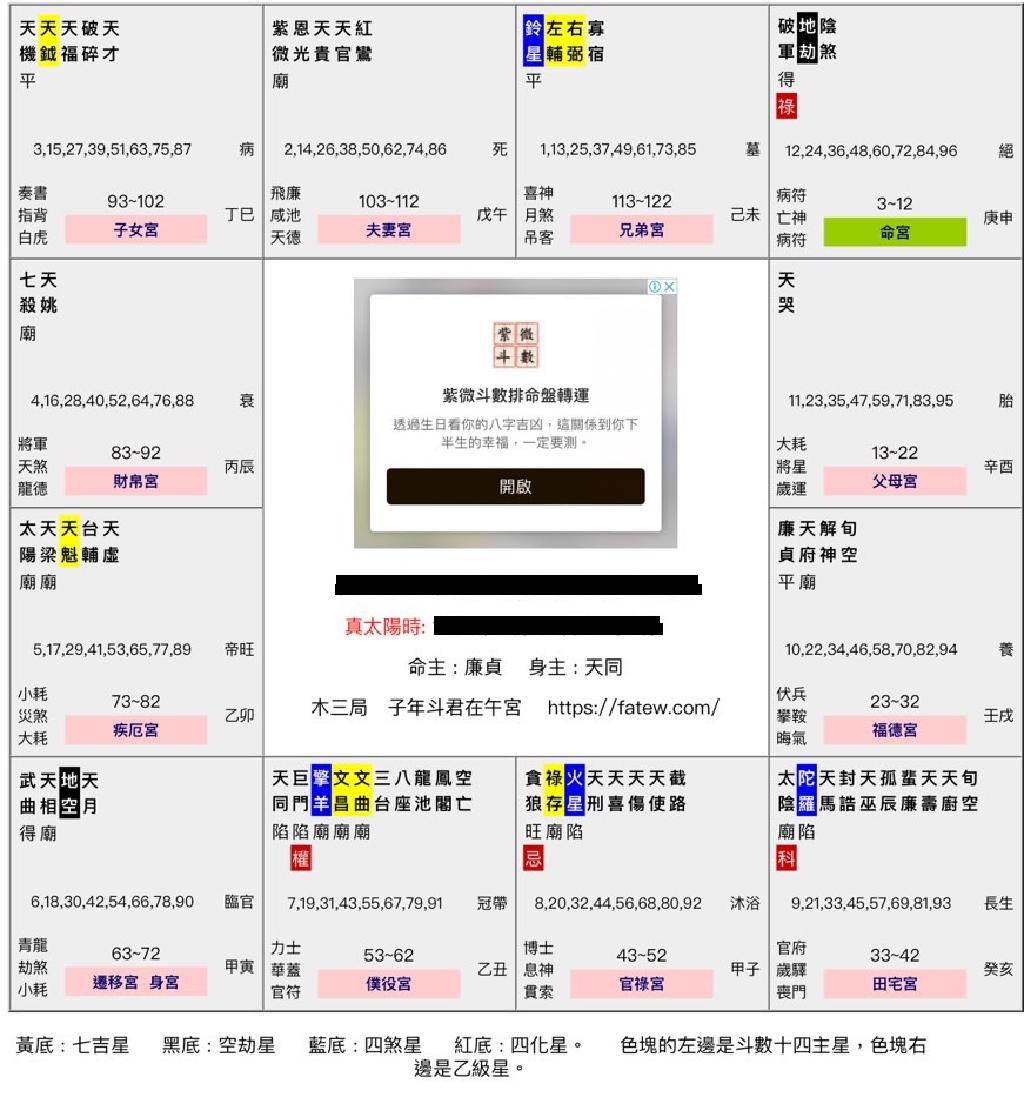 天天天破天
機鉞福碎才
平
3,15,27,39,51,63,75,87 病
奏書
指背
白虎
93~102
子女宮
丁巳
紫恩天天紅
微光貴官鸞
廟
2,14,26,38,50,62,74,86 死
飛廉
咸池
天德
103~112
夫妻宮
戊午
鈴左右寡
星輔弼宿
平
1,13,25,37,49,61,73,85 墓
喜神
月煞
吊客
113~122
兄弟宮
己未
破地陰
軍劫煞
得
祿
12,24,36,48,60,72,84,96 絕
病符
亡神
病符
3~12
命宮
庚申
七天
殺姚
廟
4,16,28,40,52,64,76,88 衰
將軍
天煞
龍德
83~92
財帛宮
丙辰
紫微
斗數
紫微斗數排命盤轉運
透過生日看你的八字吉凶，這關係到你下
半生的幸福，一定要測。
開啟
天
哭
11,23,35,47,59,71,83,95 胎
大耗
將星
歲運
13~22
父母宮
辛酉
太天天台天
陽梁魁輔虛
廟廟
5,17,29,41,53,65,77,89 帝旺
小耗
災煞
大耗
73~82
疾厄宮
乙卯
真太陽時:
命主：廉貞 身主：天同
木三局 子年斗君在午宮 https://fatew.com/
廉天解旬
貞府神空
平廟
10,22,34,46,58,70,82,94 養
伏兵
攀鞍
晦氣
23~32
福德宮
壬戌
武天地天
曲相空月
得廟
6,18,30,42,54,66,78,90 臨官
青龍
劫煞
小耗
63~72
遷移宮 身宮
甲寅
天巨擎文文三八龍鳳空
同門羊昌曲台座池閣亡
陷陷廟廟廟
權
7,19,31,43,55,67,79,91 冠帶
力士
華蓋
官符
53~62
僕役宮
乙丑
貪祿火天天天天截
狼存星刑喜傷使路
旺廟陷
忌
8,20,32,44,56,68,80,92 沐浴
博士
息神
貫索
43~52
官祿宮
甲子
太陀天封天孤蜚天天旬
陰羅馬誥巫辰廉壽廚空
廟陷
科
9,21,33,45,57,69,81,93 長生
官府
歲驛
喪門
33~42
田宅宮
癸亥
黃底：七吉星 黑底：空劫星 藍底：四煞星 紅底：四化星。 色塊的左邊是斗數十四主星，色塊右
邊是乙級星。